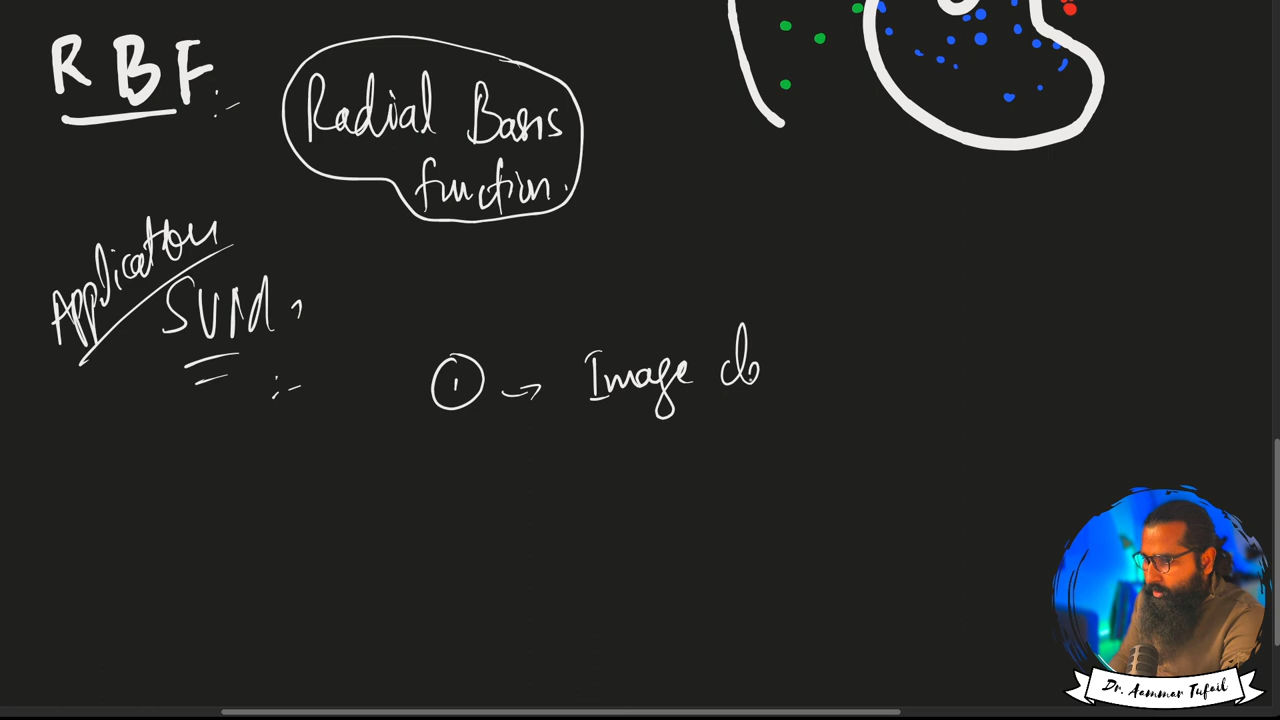 RBF :-
Radial Basis
function.
Application
SVM, :-
① → Image
Dr. Aammar Tufail